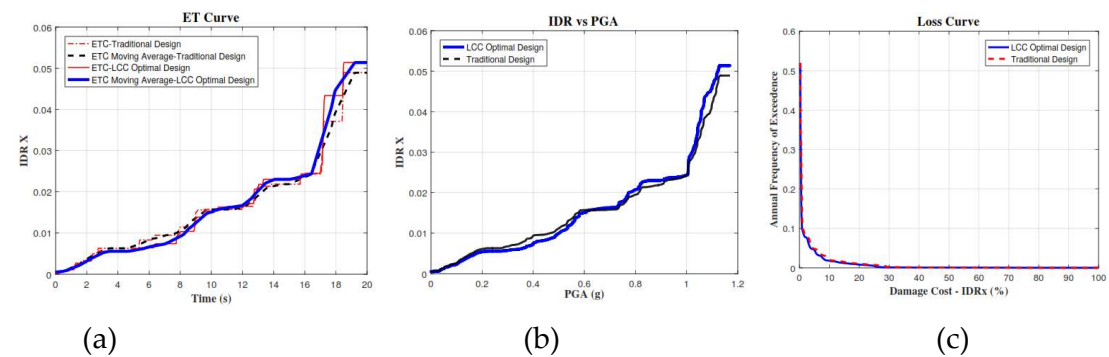 ET Curve
ETC-Traditional Design
ETC Moving Average-Traditional Design
ETC-LCC Optimal Design
ETC Moving Average-LCC Optimal Design
IDR X
0.06
0.05
0.04
0.03
0.02
0.01
0
0 2 4 6 8 10 12 14 16 18 20
Time (s)
(a)
IDR vs PGA
LCC Optimal Design
Traditional Design
IDR X
0.06
0.05
0.04
0.03
0.02
0.01
0
0 0.2 0.4 0.6 0.8 1 1.2
PGA (g)
(b)
Loss Curve
LCC Optimal Design
Traditional Design
Annual Frequency of Exceedence
0.6
0.5
0.4
0.3
0.2
0.1
0
0 10 20 30 40 50 60 70 80 90 100
Damage Cost - IDRx (%)
(c)